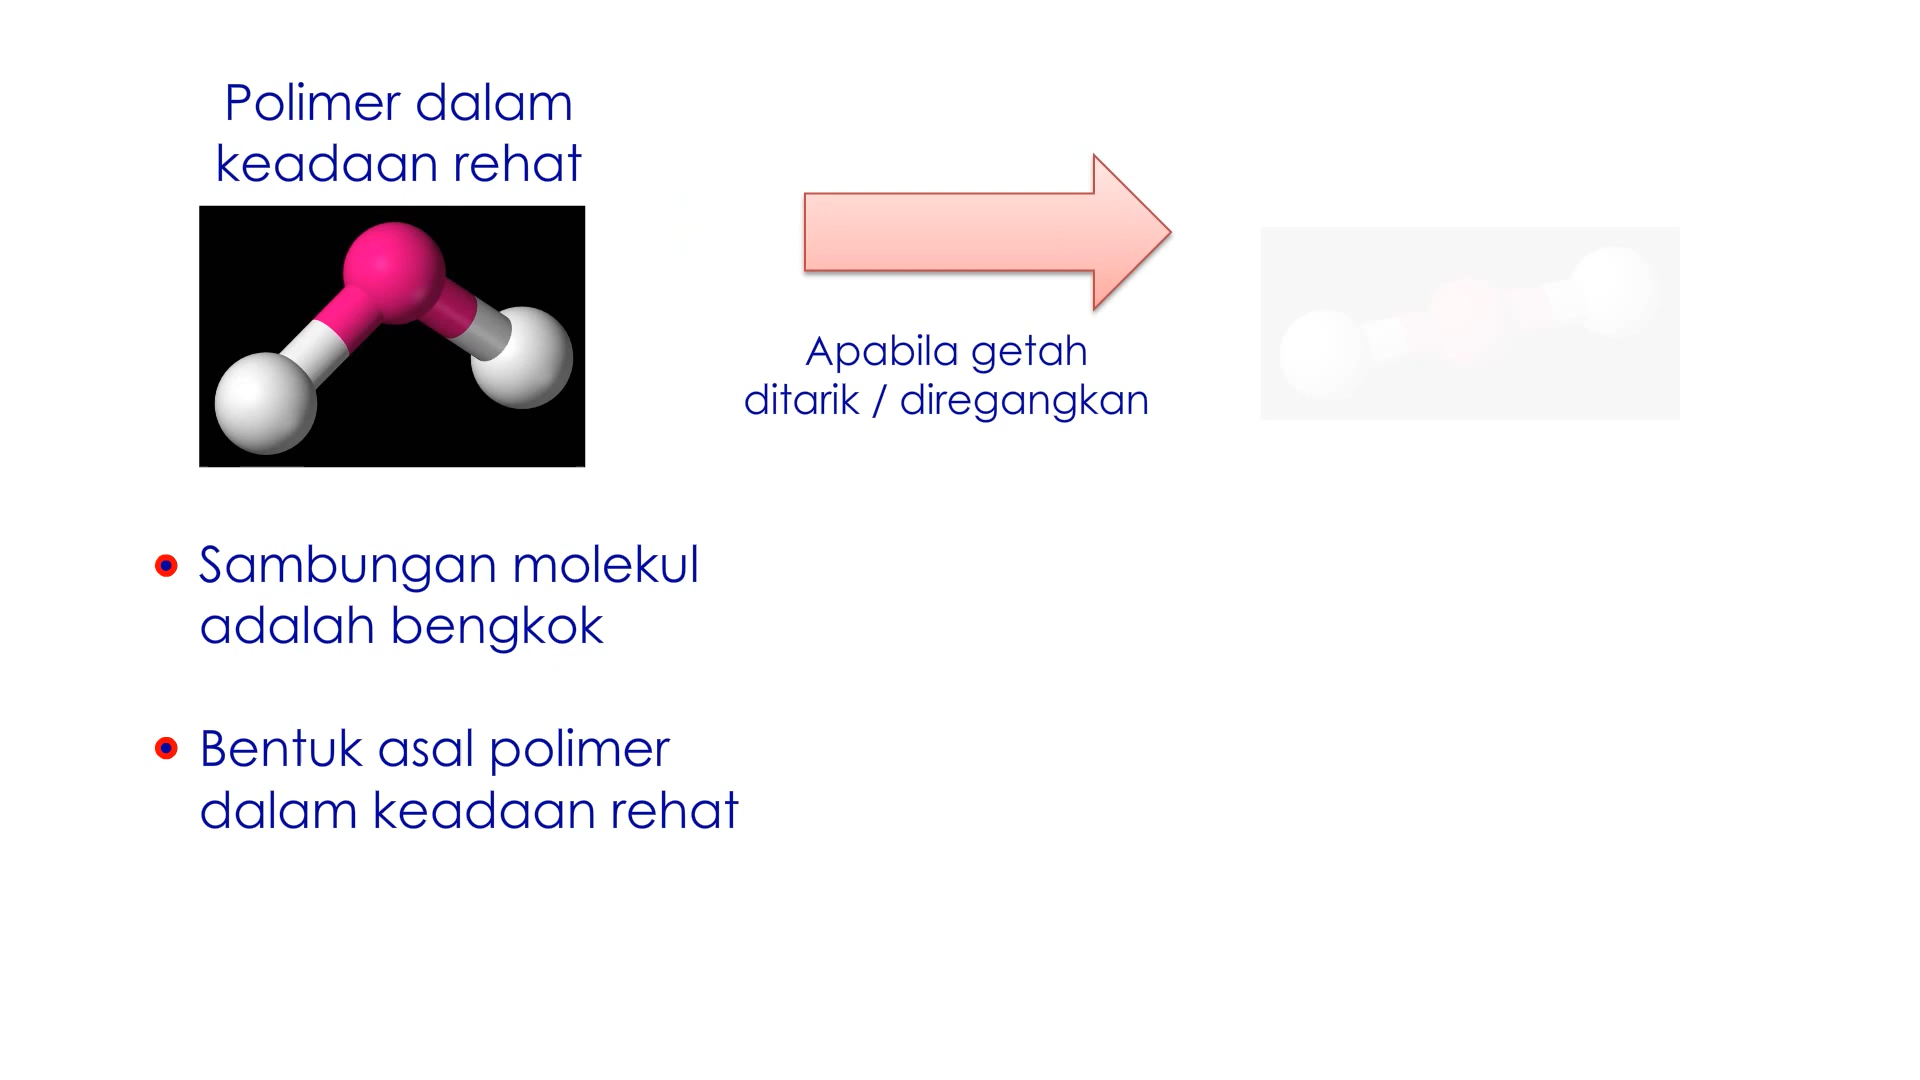 Polimer dalam
keadaan rehat
Apabila getah
ditarik / diregangkan
Sambungan molekul
adalah bengkok
Bentuk asal polimer
dalam keadaan rehat